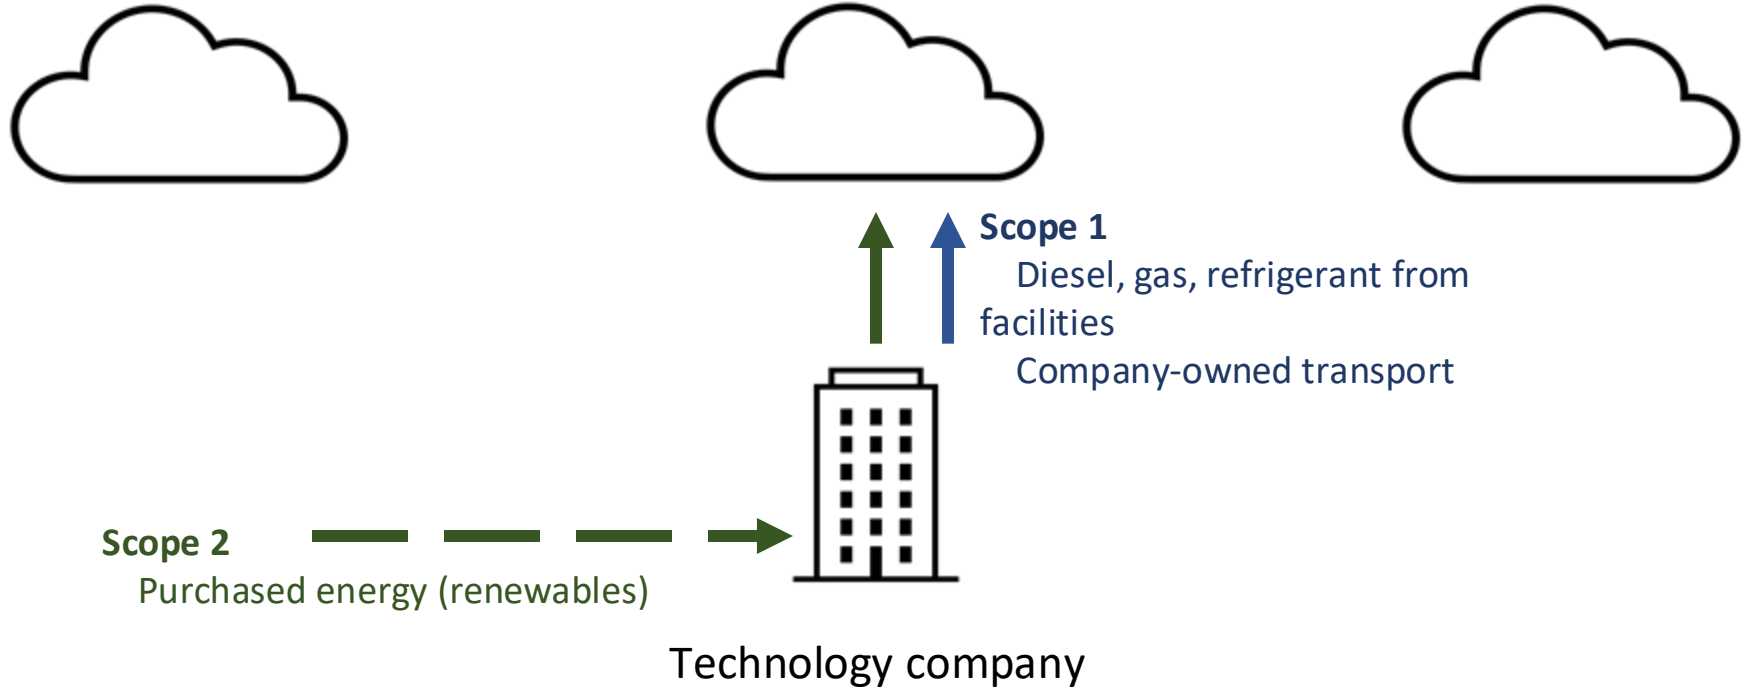 Scope 1
Diesel, gas, refrigerant from
facilities
Company-owned transport
Scope 2
Purchased energy (renewables)
Technology company